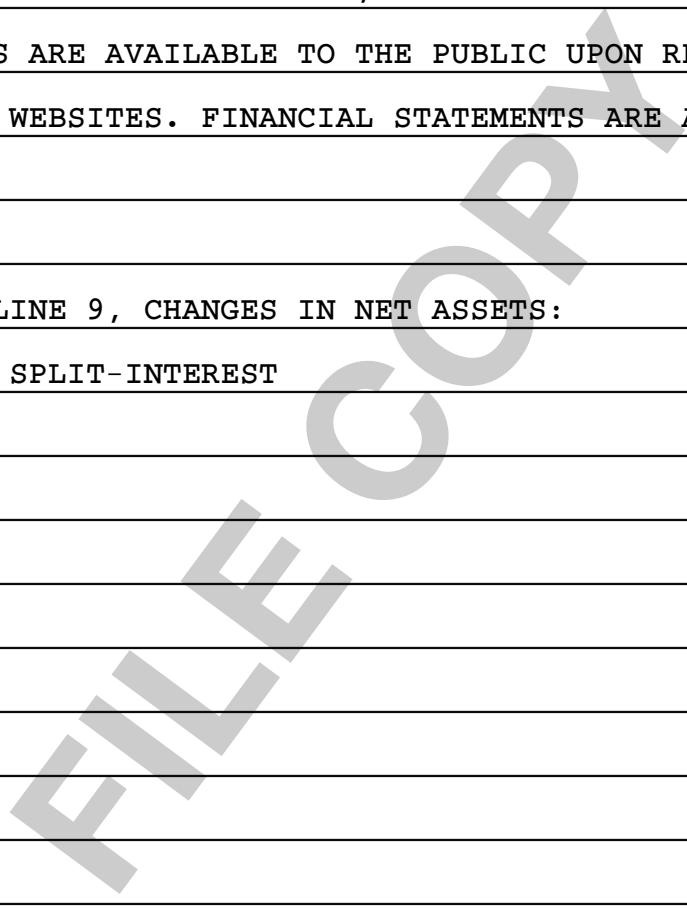 S ARE AVAILABLE TO THE PUBLIC UPON
WEBSITES. FINANCIAL STATEMENTS ARE
LINE 9, CHANGES IN NET ASSETS:
SPLIT-INTEREST
FILE COPY